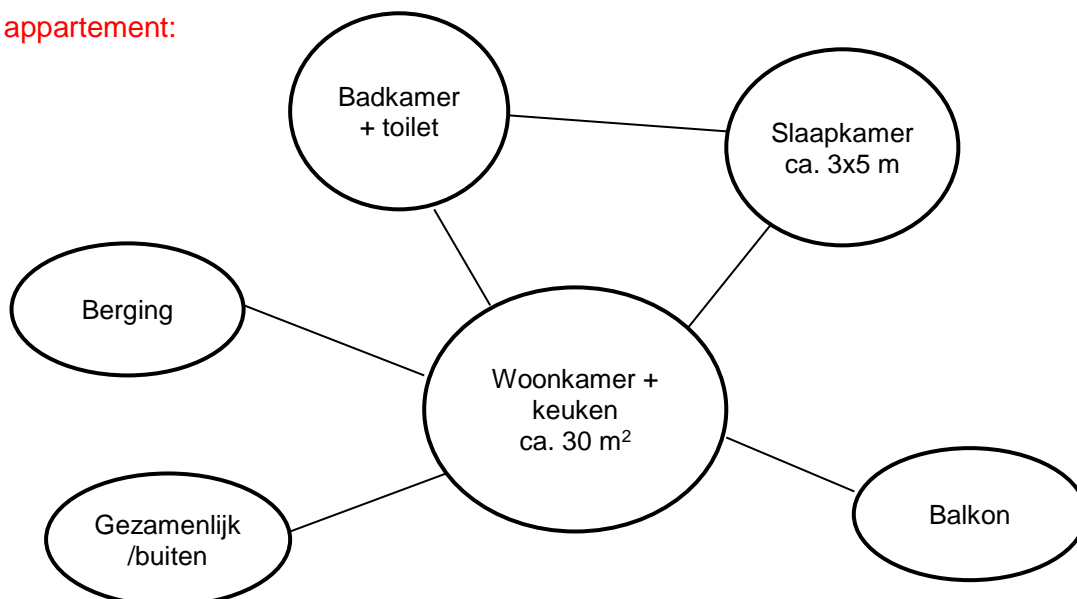 appartement:
Badkamer
+ toilet
Slaapkamer
ca. 3x5 m
Berging
Woonkamer +
keuken
ca. 30 m²
Gezamenlijk
/buiten
Balkon